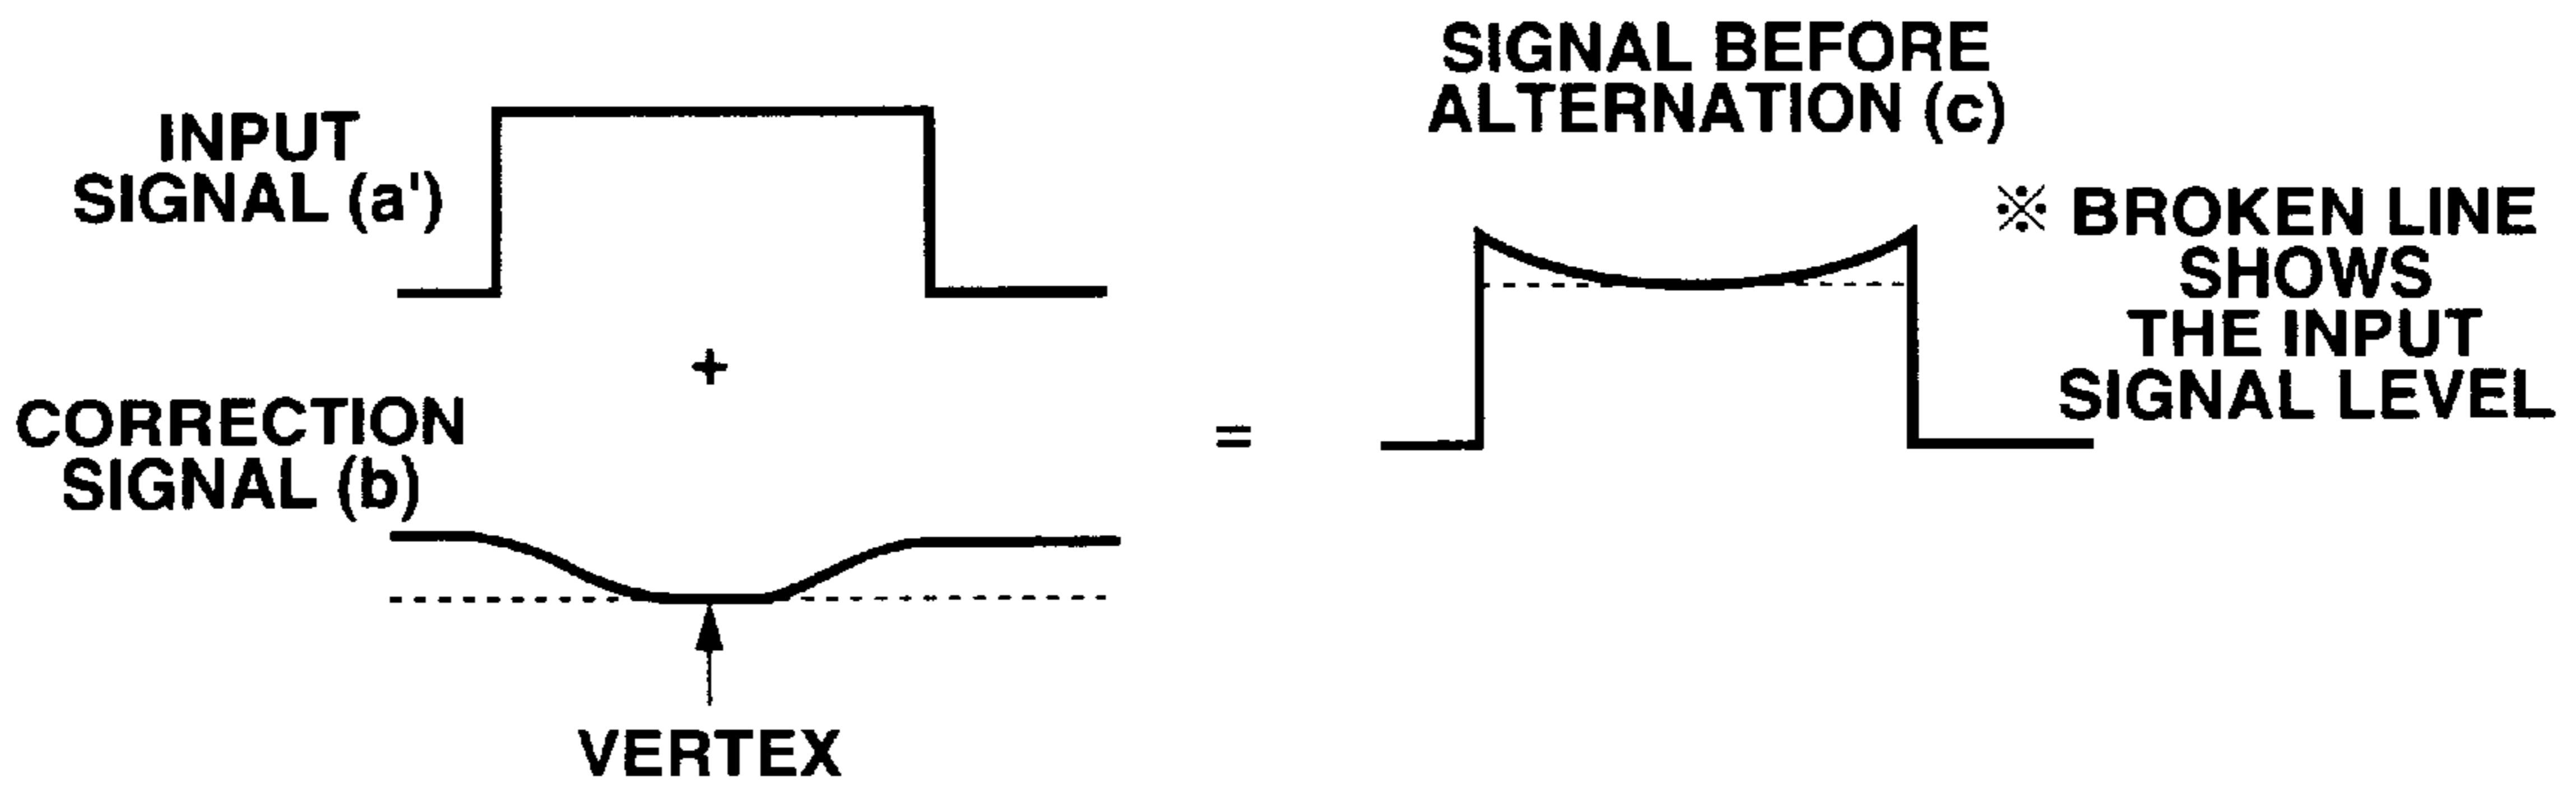 INPUT
SIGNAL (a')
+
CORRECTION
SIGNAL (b)
VERTEX
=
SIGNAL BEFORE
ALTERNATION (c)
※ BROKEN LINE
SHOWS
THE INPUT
SIGNAL LEVEL